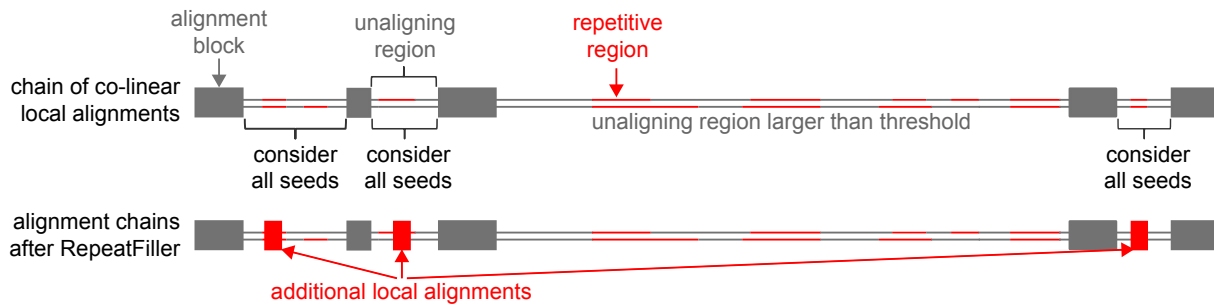 alignment
block
unaligning
region
repetitive
region
chain of co-linear
local alignments
unaligning region larger than threshold
consider
all seeds
consider
all seeds
consider
all seeds
alignment chains
after RepeatFiller
additional local alignments